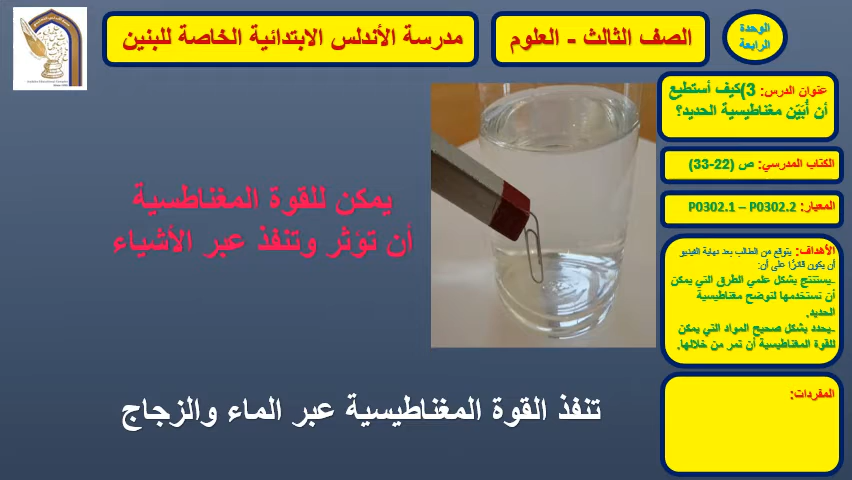 الوحدة
الرابعة
الصف الثالث - العلوم
مدرسة الأندلس الابتدائية الخاصة للبنين
عنوان الدرس: 3)كيف أستطيع
أن أُبَيّن مغناطيسية الحديد؟
الكتاب المدرسي: ص (22-33)
المعيار: P0302.1 – P0302.2
الأهداف: يتوقع من الطالب بعد نهاية الفيديو
أن يكون قادرًا على أن:
-يستنتج بشكل علمي الطرق التي يمكن
أن تستخدمها لتوضح مغناطيسية
الحديد.
-يحدد بشكل صحيح المواد التي يمكن
للقوة المغناطيسية أن تمر من خلالها.
المفردات:
يمكن للقوة المغناطسية
أن تؤثر وتنفذ عبر الأشياء
تنفذ القوة المغناطيسية عبر الماء والزجاج